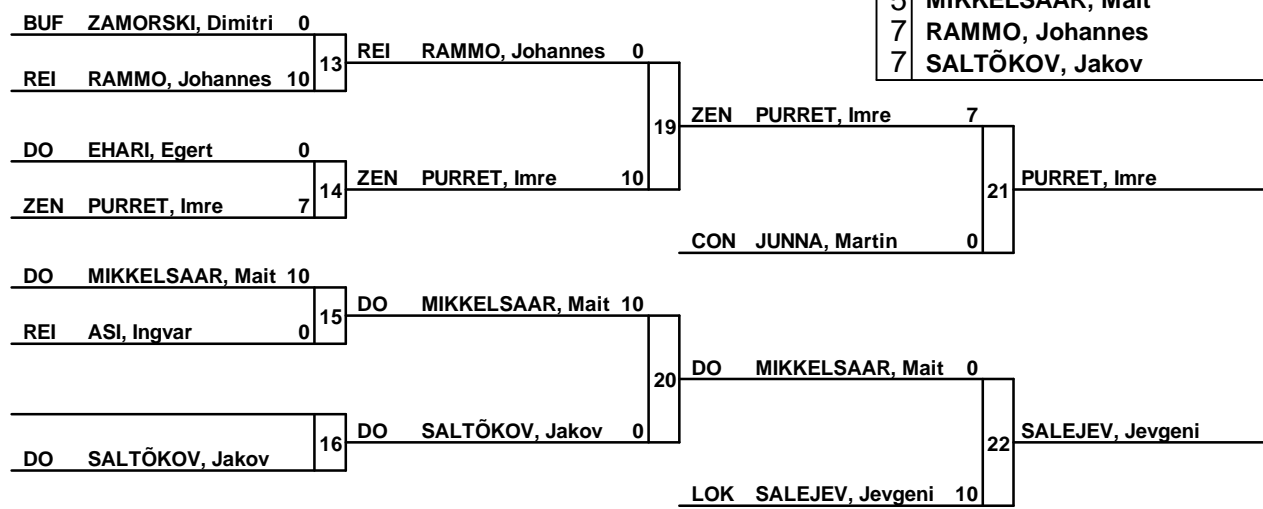 5 MIKKELSAAR, Mait
7 RAMMO, Johannes
7 SALTÕKOV, Jakov
BUF ZAMORSKI, Dimitri 0
13
REI RAMMO, Johannes 10
REI RAMMO, Johannes 0
19
DO EHARI, Egert 0
14
ZEN PURRET, Imre 7
ZEN PURRET, Imre 10
ZEN PURRET, Imre 7
21
PURRET, Imre
CON JUNNA, Martin 0
DO MIKKELSAAR, Mait 10
15
REI ASI, Ingvar 0
DO MIKKELSAAR, Mait 10
20
16
DO SALTÕKOV, Jakov
DO SALTÕKOV, Jakov 0
DO MIKKELSAAR, Mait 0
22
SALEJEV, Jevgeni
LOK SALEJEV, Jevgeni 10